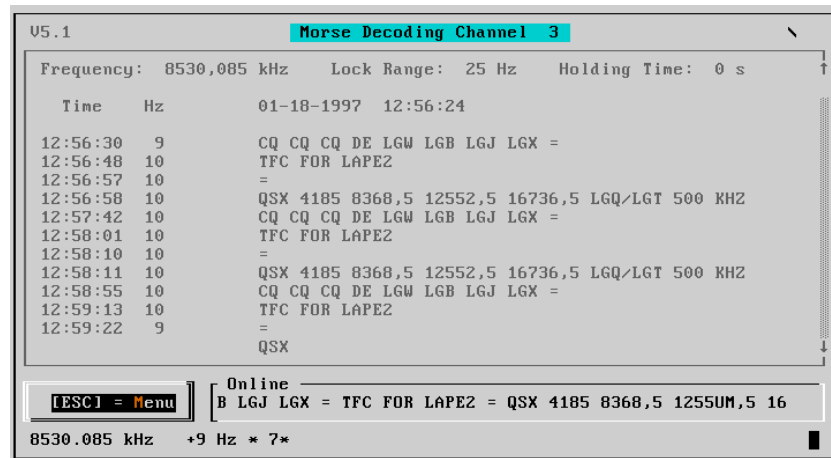 V5.1 Morse Decoding Channel 3 \
Frequency: 8530,085 kHz Lock Range: 25 Hz Holding Time: 0 s
Time Hz 01-18-1997 12:56:24
12:56:30 9 CQ CQ CQ DE LGW LGB LGJ LGX =
12:56:48 10 TFC FOR LAPE2
12:56:57 10 =
12:56:58 10 QSX 4185 8368,5 12552,5 16736,5 LGQ/LGT 500 KHZ
12:57:42 10 CQ CQ CQ DE LGW LGB LGJ LGX =
12:58:01 10 TFC FOR LAPE2
12:58:10 10 =
12:58:11 10 QSX 4185 8368,5 12552,5 16736,5 LGQ/LGT 500 KHZ
12:58:55 10 CQ CQ CQ DE LGW LGB LGJ LGX =
12:59:13 10 TFC FOR LAPE2
12:59:22 9 =
QSX
Online
[ESC] = Menu B LGJ LGX = TFC FOR LAPE2 = QSX 4185 8368,5 1255UM,5 16
8530.085 kHz +9 Hz * 7*